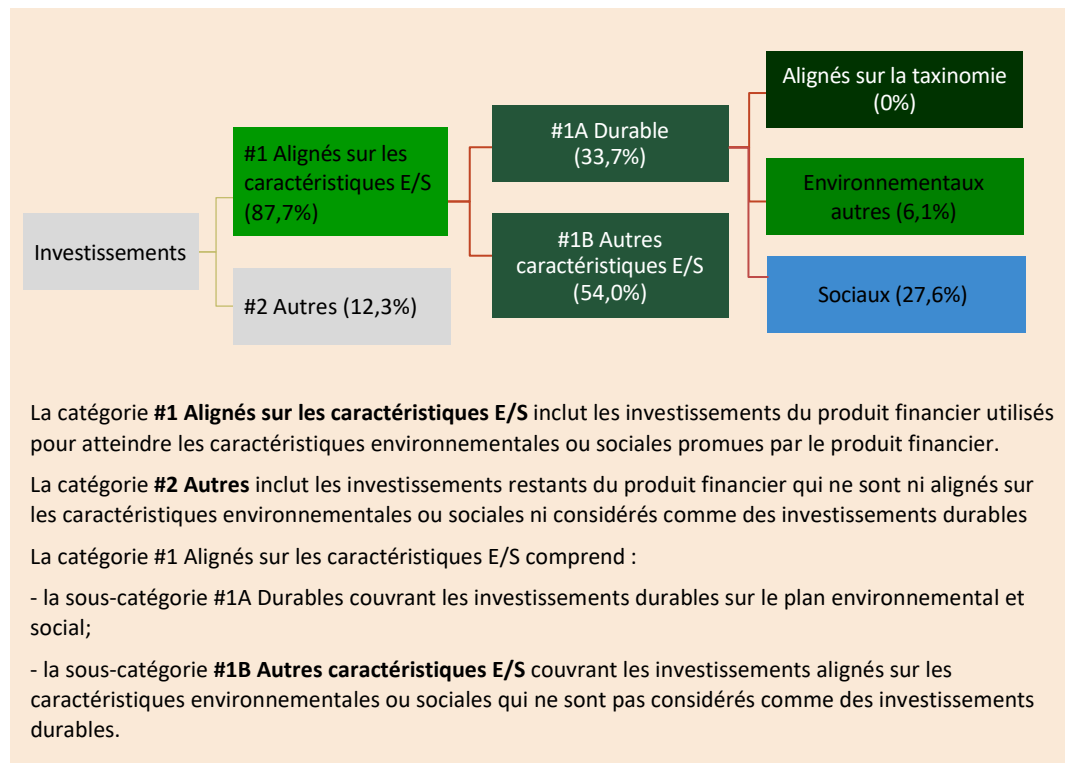 Investissements
#1 Alignés sur les
caractéristiques E/S
(87,7%)
#2 Autres (12,3%)
#1A Durable
(33,7%)
#1B Autres
caractéristiques E/S
(54,0%)
Alignés sur la taxinomie
(0%)
Environnementaux
autres (6,1%)
Sociaux (27,6%)
La catégorie #1 Alignés sur les caractéristiques E/S inclut les investissements du produit financier utilisés
pour atteindre les caractéristiques environnementales ou sociales promues par le produit financier.
La catégorie #2 Autres inclut les investissements restants du produit financier qui ne sont ni alignés sur
les caractéristiques environnementales ou sociales ni considérés comme des investissements durables
La catégorie #1 Alignés sur les caractéristiques E/S comprend :
- la sous-catégorie #1A Durables couvrant les investissements durables sur le plan environnemental et
social;
- la sous-catégorie #1B Autres caractéristiques E/S couvrant les investissements alignés sur les
caractéristiques environnementales ou sociales qui ne sont pas considérés comme des investissements
durables.